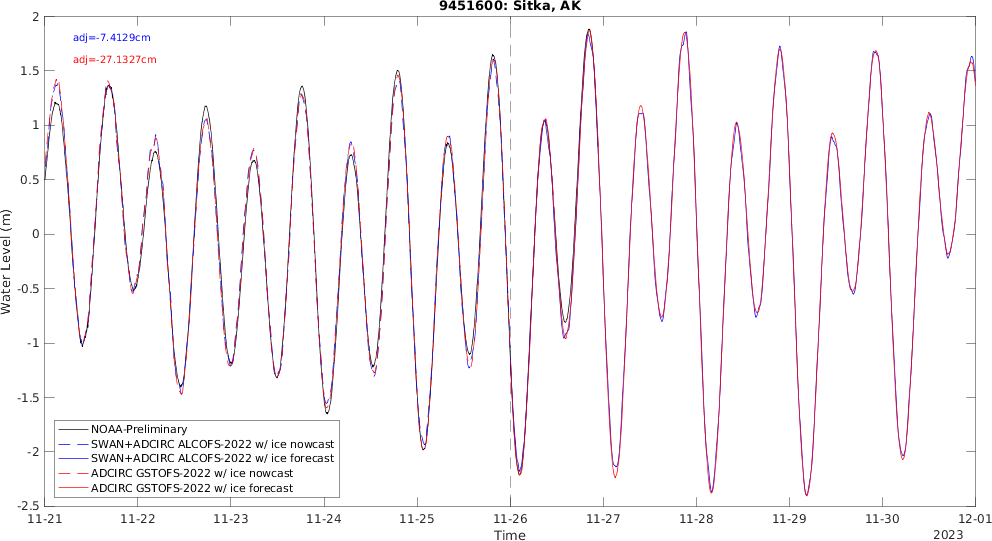 9451600: Sitka, AK
adj=-7.4129cm
adj=-27.1327cm
Water Level (m)
2
1.5
1
0.5
0
-0.5
-1
-1.5
-2
-2.5
NOAA-Preliminary
SWAN+ADCIRC ALCOFS-2022 w/ ice nowcast
SWAN+ADCIRC ALCOFS-2022 w/ ice forecast
ADCIRC GSTOFS-2022 w/ ice nowcast
ADCIRC GSTOFS-2022 w/ ice forecast
11-21 11-22 11-23 11-24 11-25 11-26 11-27 11-28 11-29 11-30 12-01
Time
2023